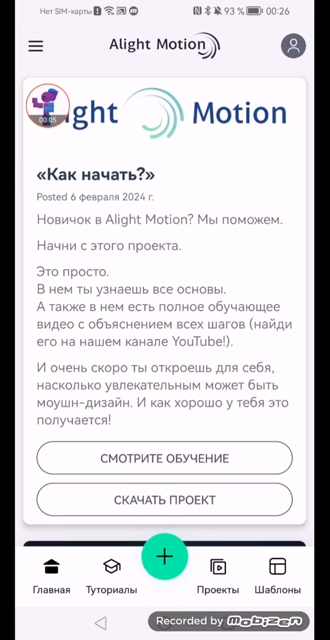 Нет SIM-карты
93 %
00:26
Alight Motion
ight Motion
00:05
«Как начать?»
Posted 6 февраля 2024 г.
Новичок в Alight Motion? Мы поможем.
Начни с этого проекта.
Это просто.
В нем ты узнаешь все основы.
А также в нем есть полное обучающее
видео с объяснением всех шагов (найди
его на нашем канале YouTube!).
И очень скоро ты откроешь для себя,
насколько увлекательным может быть
моушн-дизайн. И как хорошо у тебя это
получается!
СМОТРИТЕ ОБУЧЕНИЕ
СКАЧАТЬ ПРОЕКТ
Главная
Туториалы
Проекты
Шаблоны
Recorded by Mobizen